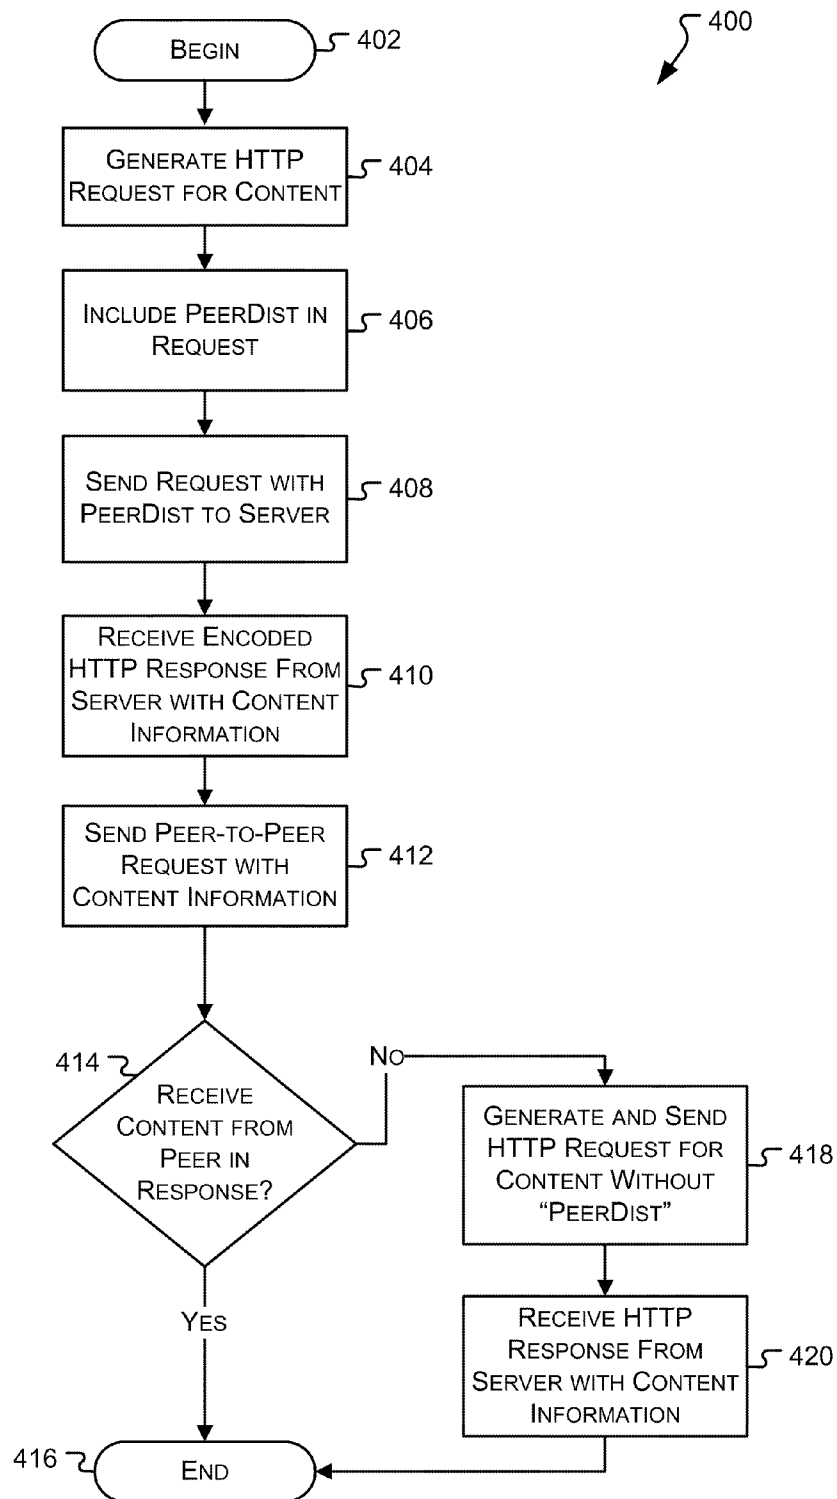 400
BEGIN
402
GENERATE HTTP
REQUEST FOR CONTENT
404
INCLUDE PEERDIST IN
REQUEST
406
SEND REQUEST WITH
PEERDIST TO SERVER
408
RECEIVE ENCODED
HTTP RESPONSE FROM
SERVER WITH CONTENT
INFORMATION
410
SEND PEER-TO-PEER
REQUEST WITH
CONTENT INFORMATION
412
414
RECEIVE
CONTENT FROM
PEER IN
RESPONSE?
NO
GENERATE AND SEND
HTTP REQUEST FOR
CONTENT WITHOUT
“PEERDIST”
418
YES
RECEIVE HTTP
RESPONSE FROM
SERVER WITH CONTENT
INFORMATION
420
416
END